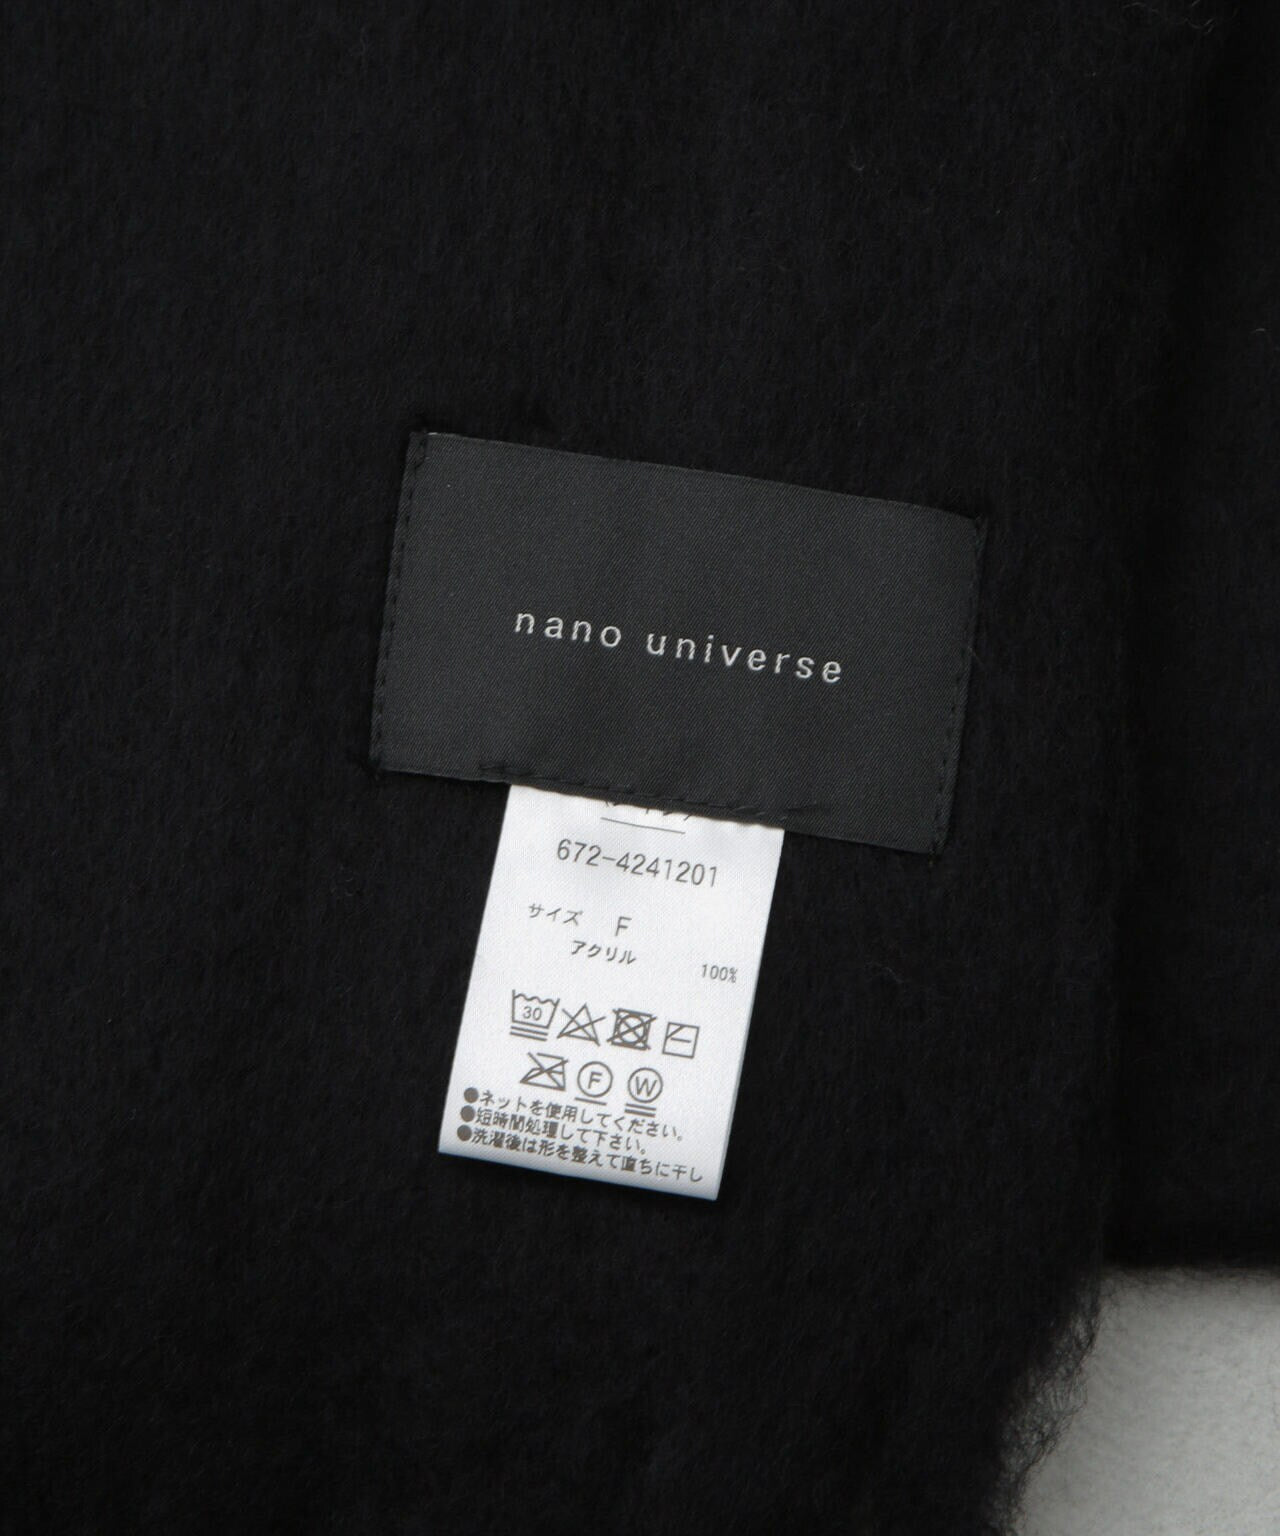 nano universe
672-4241201
サイズ F
アクリル 100%
30
F W
●ネットを使用してください。
●短時間処理して下さい。
●洗濯後は形を整えて直ちに干し